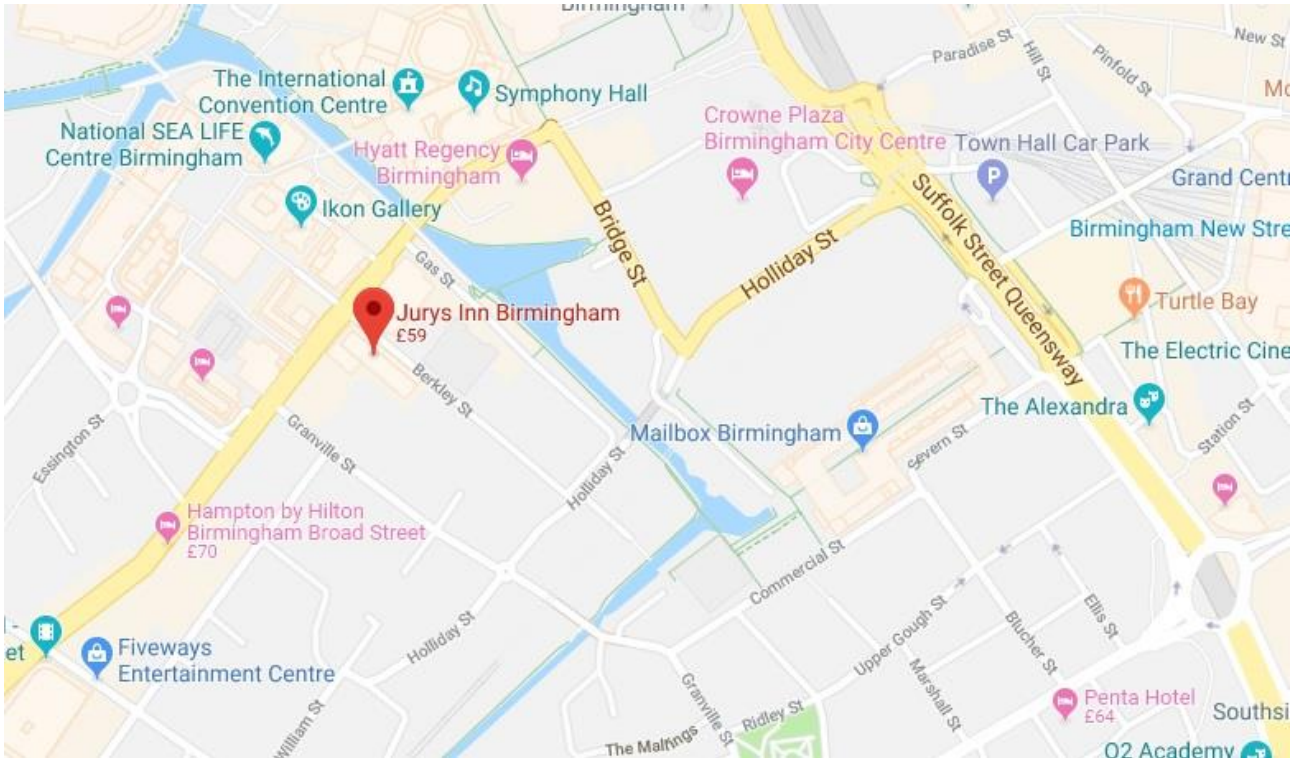 Birmingham
Paradise St
Hill St
Pinfold St
New St
The International
Convention Centre
Symphony Hall
National SEA LIFE
Centre Birmingham
Hyatt Regency
Birmingham
Crowne Plaza
Birmingham City Centre
Town Hall Car Park
P
Mo
Grand Centr
Ikon Gallery
Bridge St
Suffolk Street Queensway
Birmingham New Stre
Gas St
Holliday St
Jurys Inn Birmingham
£59
Turtle Bay
The Electric Cine
Berkley St
The Alexandra
Mailbox Birmingham
Severn St
Station St
Essington St
Granville St
Holliday St
Hampton by Hilton
Birmingham Broad Street
£70
Commercial St
Upper Gough St
Ellis St
Blucher St
Holliday St
et
Fiveways
Entertainment Centre
Granville St
Marshall St
Penta Hotel
£64
Southsi
William St
Ridley St
The Maltings
O2 Academy